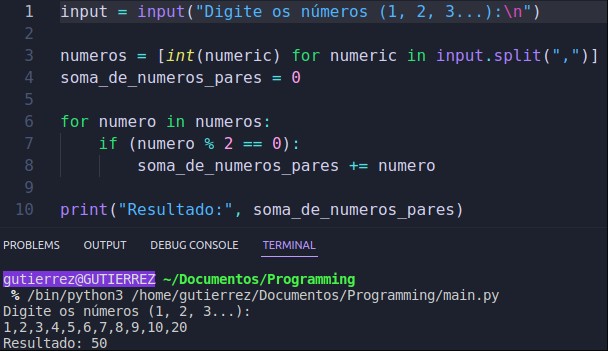 1 input = input("Digite os números (1, 2, 3...):\n")
2
3 numeros = [int(numeric) for numeric in input.split(",")]
4 soma_de_numeros_pares = 0
5
6 for numero in numeros:
7     if (numero % 2 == 0):
8         soma_de_numeros_pares += numero
9
10 print("Resultado:", soma_de_numeros_pares)
PROBLEMS OUTPUT DEBUG CONSOLE TERMINAL
gutierrez@GUTIERREZ ~/Documentos/Programming
% /bin/python3 /home/gutierrez/Documentos/Programming/main.py
Digite os números (1, 2, 3...):
1,2,3,4,5,6,7,8,9,10,20
Resultado: 50